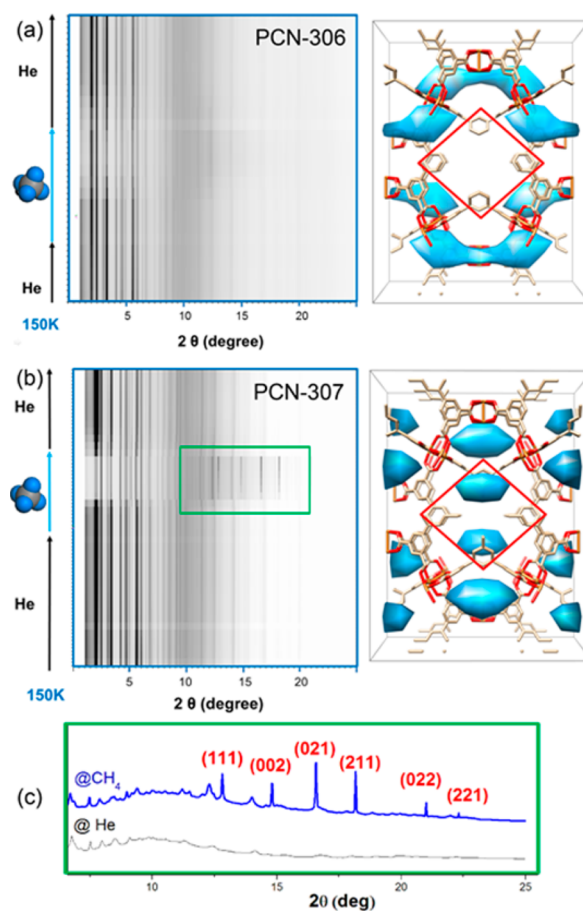 (a)
PCN-306
He
He
150K
5
10
15
20
2 θ (degree)
(b)
PCN-307
He
He
150K
5
10
15
20
2 θ (degree)
(c)
@CH4
@ He
(111)
(002)
(021)
(211)
(022)
(221)
10
15
20
25
2θ (deg)